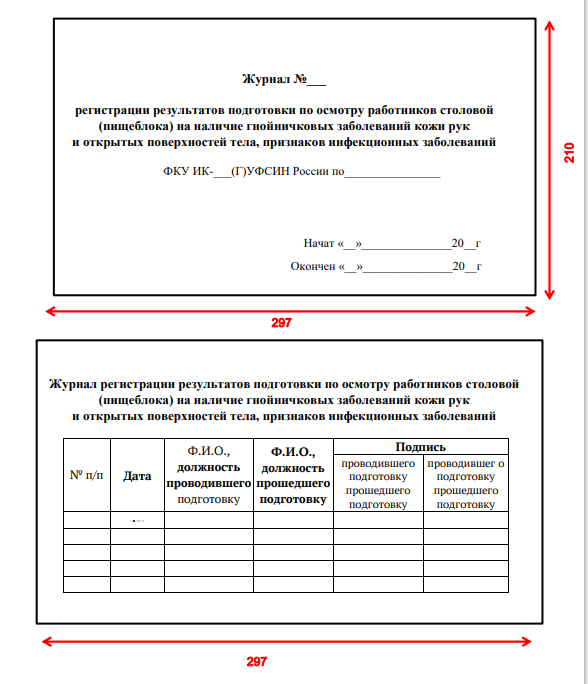 Журнал №___
регистрации результатов подготовки по осмотру работников столовой
(пищеблока) на наличие гнойничковых заболеваний кожи рук
и открытых поверхностей тела, признаков инфекционных заболеваний
ФКУ ИК-___(Г)УФСИН России по________________
Начат «__»_______________20__г
Окончен «__»_______________20__г
210
297
Журнал регистрации результатов подготовки по осмотру работников столовой
(пищеблока) на наличие гнойничковых заболеваний кожи рук
и открытых поверхностей тела, признаков инфекционных заболеваний
№ п/п
Дата
Ф.И.О.,
должность
проводившего
подготовку
Ф.И.О.,
должность
прошедшего
подготовку
Подпись
проводившего
подготовку
прошедшего
подготовку
проводившег о
подготовку
прошедшего
подготовку
297